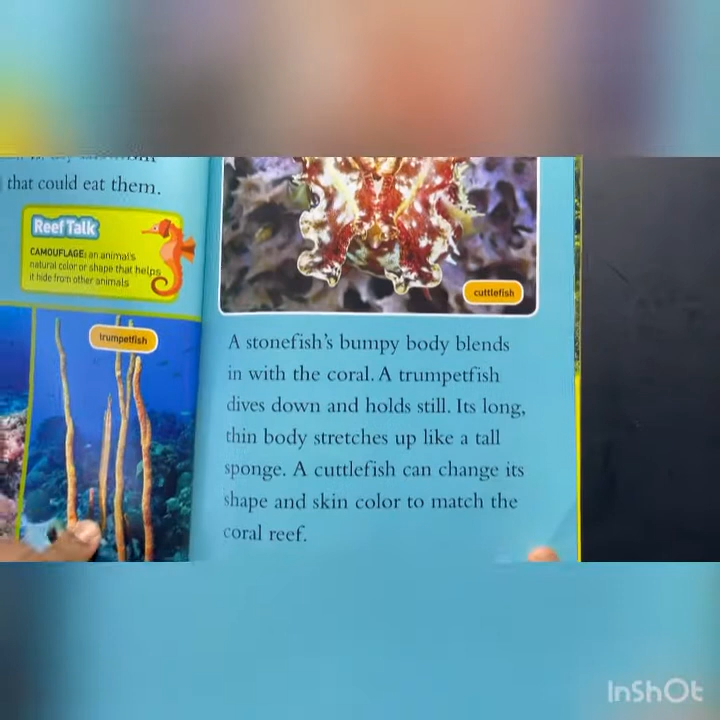 that could eat them.
Reef Talk
CAMOUFLAGE: an animal's
natural color or shape that helps
it hide from other animals
trumpetfish
cuttlefish
A stonefish's bumpy body blends
in with the coral. A trumpetfish
dives down and holds still. Its long,
thin body stretches up like a tall
sponge. A cuttlefish can change its
shape and skin color to match the
coral reef.
InShOt